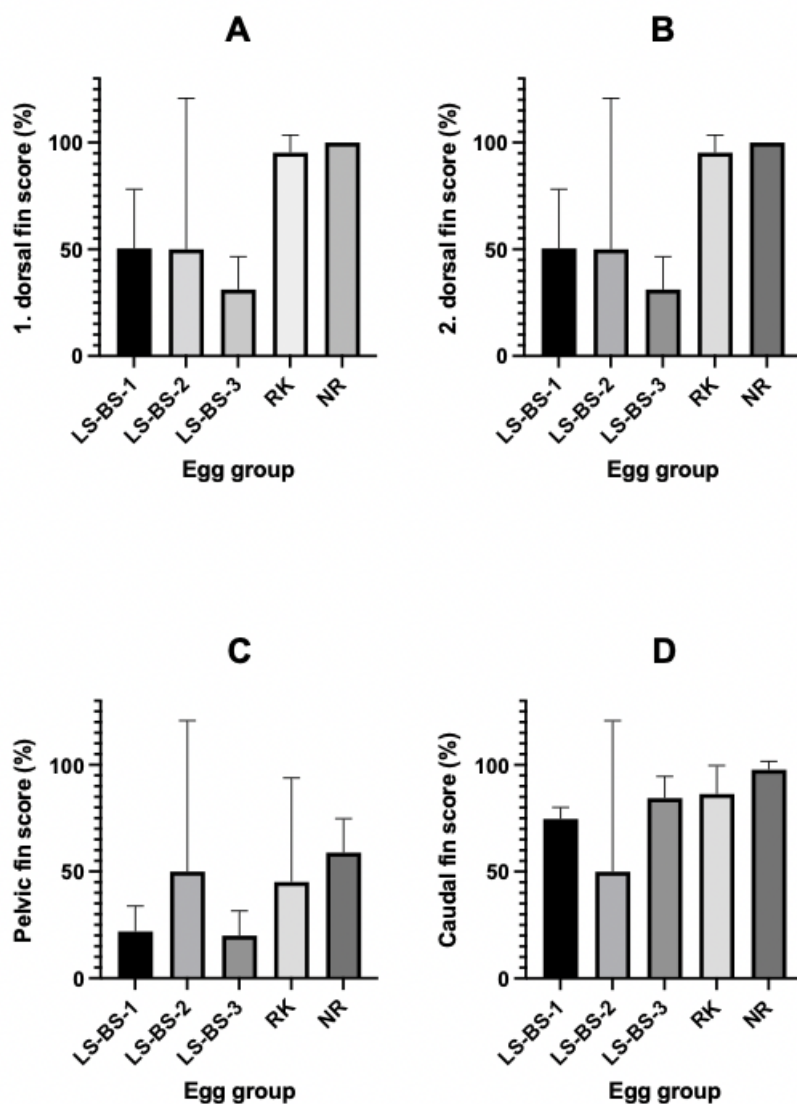 A
1. dorsal fin score (%)
100
50
0
LS-BS-1
LS-BS-2
LS-BS-3
RK
NR
Egg group
B
2. dorsal fin score (%)
100
50
0
LS-BS-1
LS-BS-2
LS-BS-3
RK
NR
Egg group
C
Pelvic fin score (%)
100
50
0
LS-BS-1
LS-BS-2
LS-BS-3
RK
NR
Egg group
D
Caudal fin score (%)
100
50
0
LS-BS-1
LS-BS-2
LS-BS-3
RK
NR
Egg group